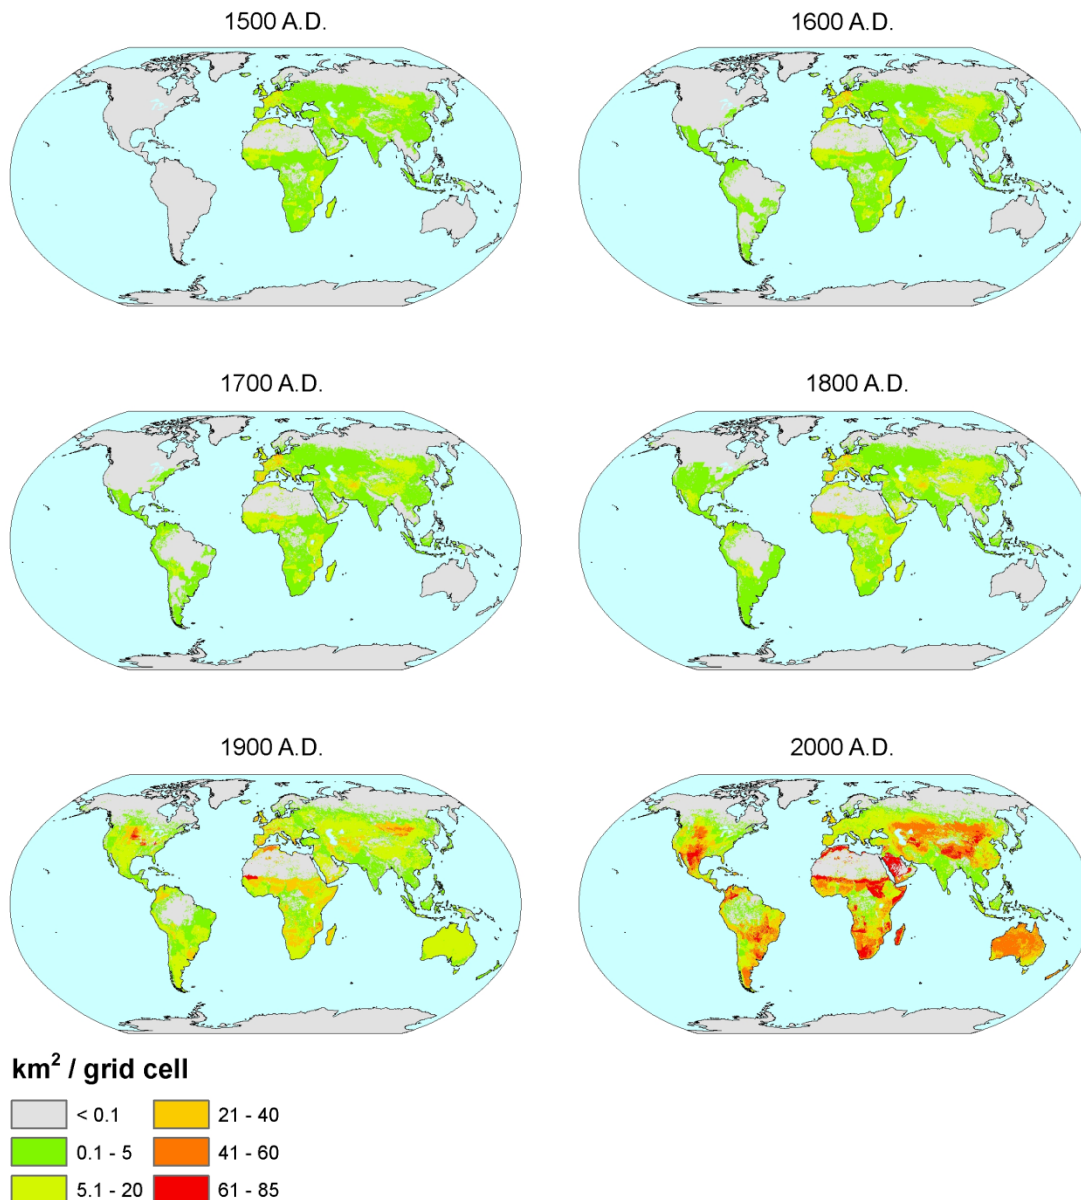 1500 A.D.
1600 A.D.
1700 A.D.
1800 A.D.
1900 A.D.
2000 A.D.
km² / grid cell
< 0.1
21 - 40
0.1 - 5
41 - 60
5.1 - 20
61 - 85